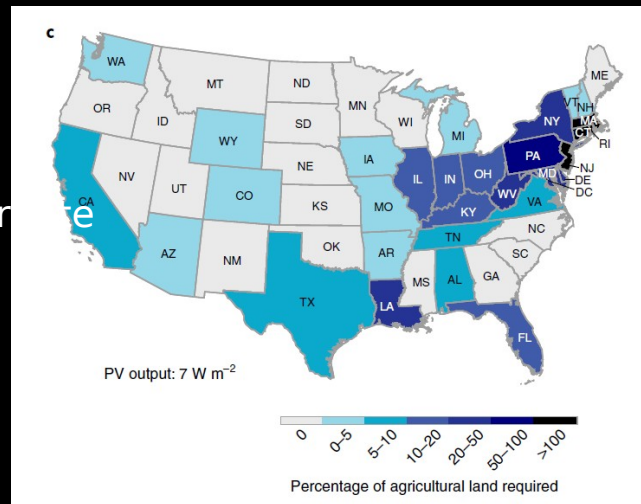 c
WA
MT
ND
ME
OR
ID
SD
MN
WI
VT
NH
NY
MA
CT
RI
WY
MI
IA
NE
PA
NJ
NV
UT
CO
IL
IN
OH
MD
DE
DC
WV
VA
CA
KS
MO
KY
TN
NC
AZ
NM
OK
AR
SC
MS
AL
GA
TX
LA
FL
PV output: 7 W m⁻²
0
0–5
5–10
10–20
20–50
50–100
>100
Percentage of agricultural land required